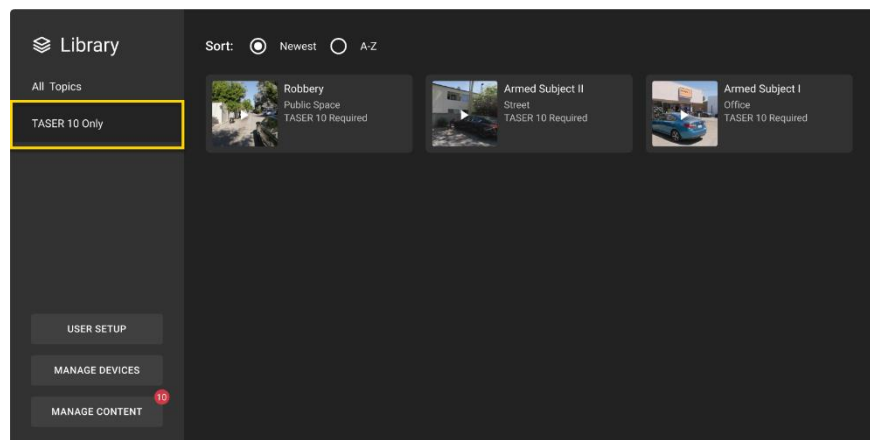 Library
All Topics
TASER 10 Only
USER SETUP
MANAGE DEVICES
10
MANAGE CONTENT
Sort: Newest A-Z
Robbery
Public Space
TASER 10 Required
Armed Subject II
Street
TASER 10 Required
Armed Subject I
Office
TASER 10 Required